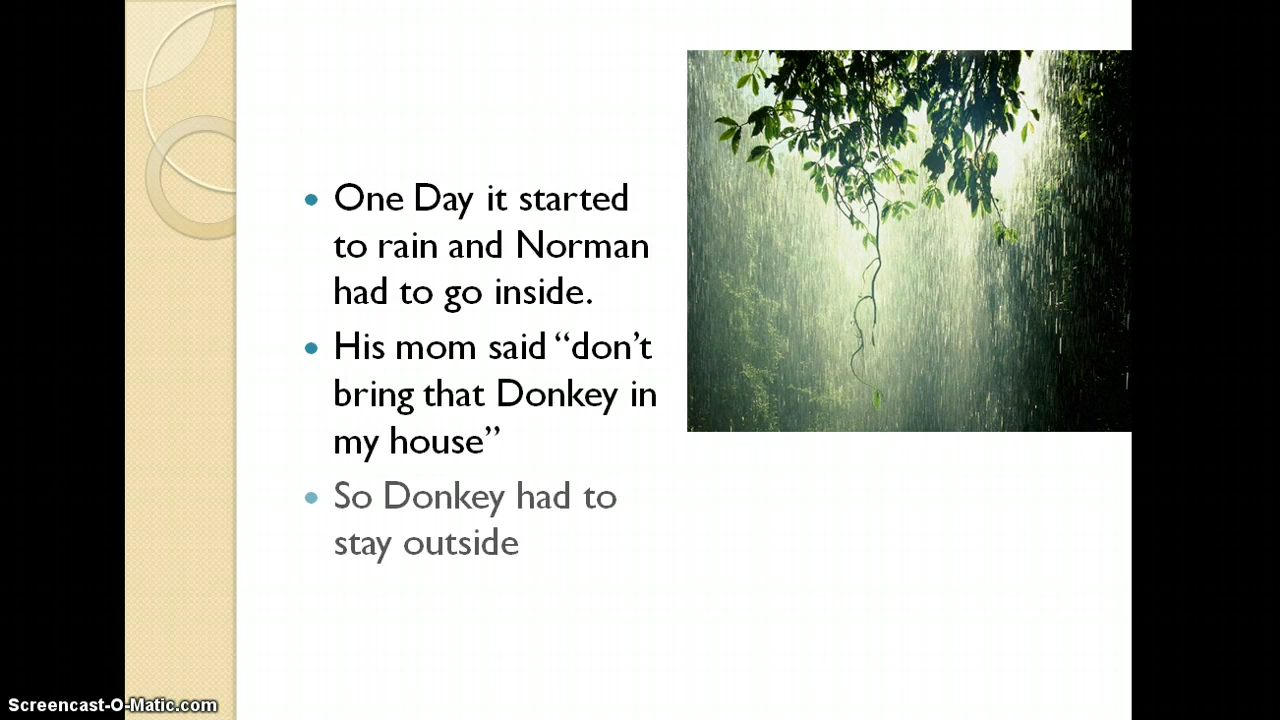 One Day it started
to rain and Norman
had to go inside.
His mom said “don’t
bring that Donkey in
my house”
So Donkey had to
stay outside
Screencast-O-Matic.com